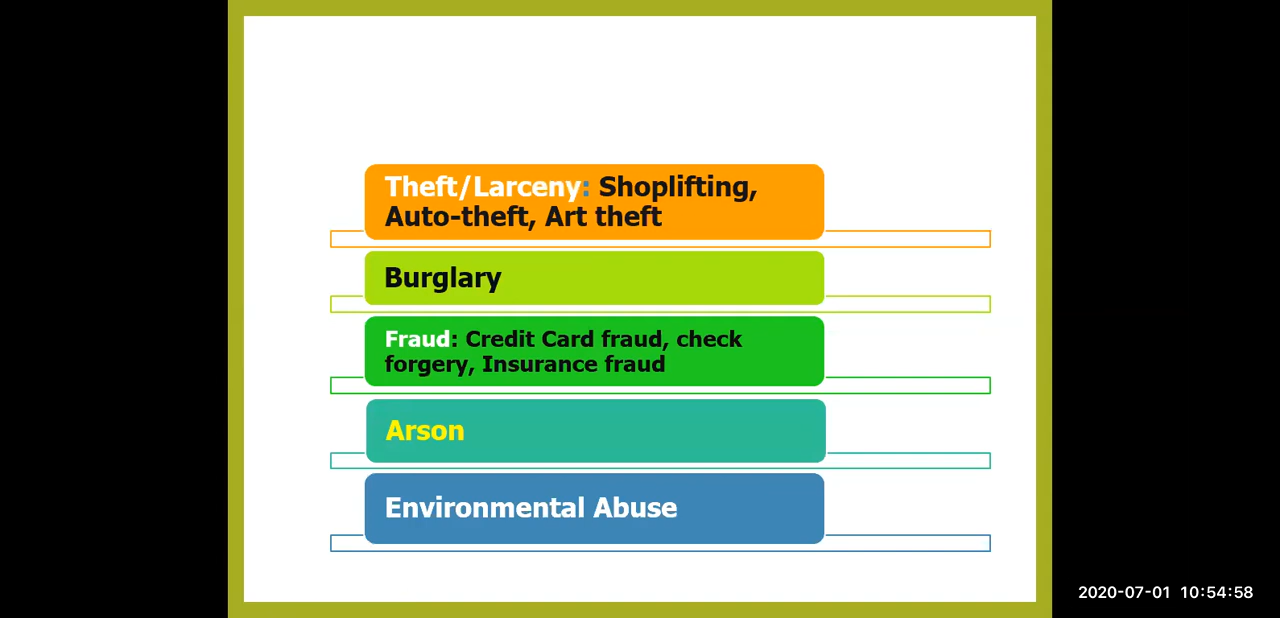 Theft/Larceny: Shoplifting,
Auto-theft, Art theft
Burglary
Fraud: Credit Card fraud, check
forgery, Insurance fraud
Arson
Environmental Abuse
2020-07-01 10:54:58